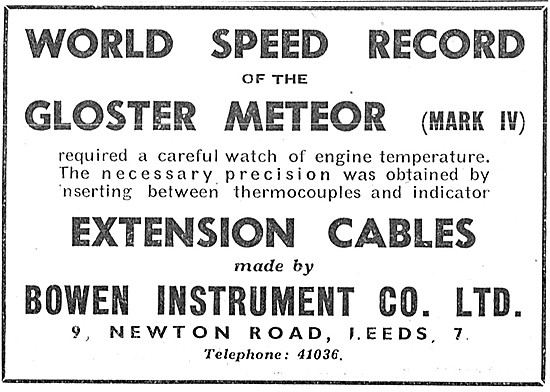 WORLD SPEED RECORD
OF THE
GLOSTER METEOR (MARK IV)
required a careful watch of engine temperature.
The necessary precision was obtained by
'nserting between thermocouples and indicator
EXTENSION CABLES
made by
BOWEN INSTRUMENT CO. LTD.
9, NEWTON ROAD, LEEDS, 7.
Telephone: 41036.